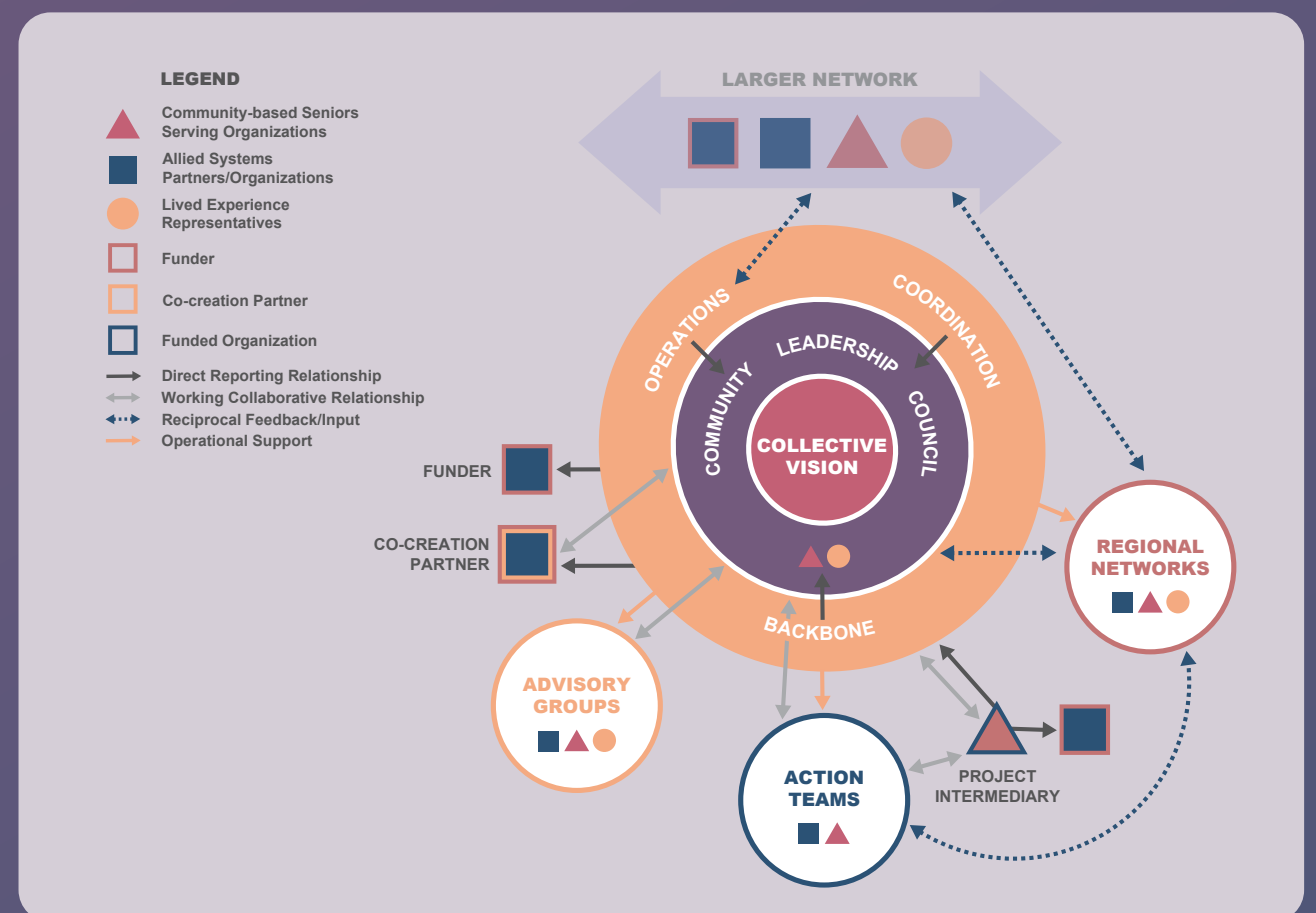 LEGEND
Community-based Seniors
Serving Organizations
Allied Systems
Partners/Organizations
Lived Experience
Representatives
Funder
Co-creation Partner
Funded Organization
Direct Reporting Relationship
Working Collaborative Relationship
Reciprocal Feedback/Input
Operational Support
LARGER NETWORK
OPERATIONS
COORDINATION
COMMUNITY
LEADERSHIP
COUNCIL
COLLECTIVE
VISION
BACKBONE
FUNDER
CO-CREATION
PARTNER
REGIONAL
NETWORKS
ADVISORY
GROUPS
ACTION
TEAMS
PROJECT
INTERMEDIARY